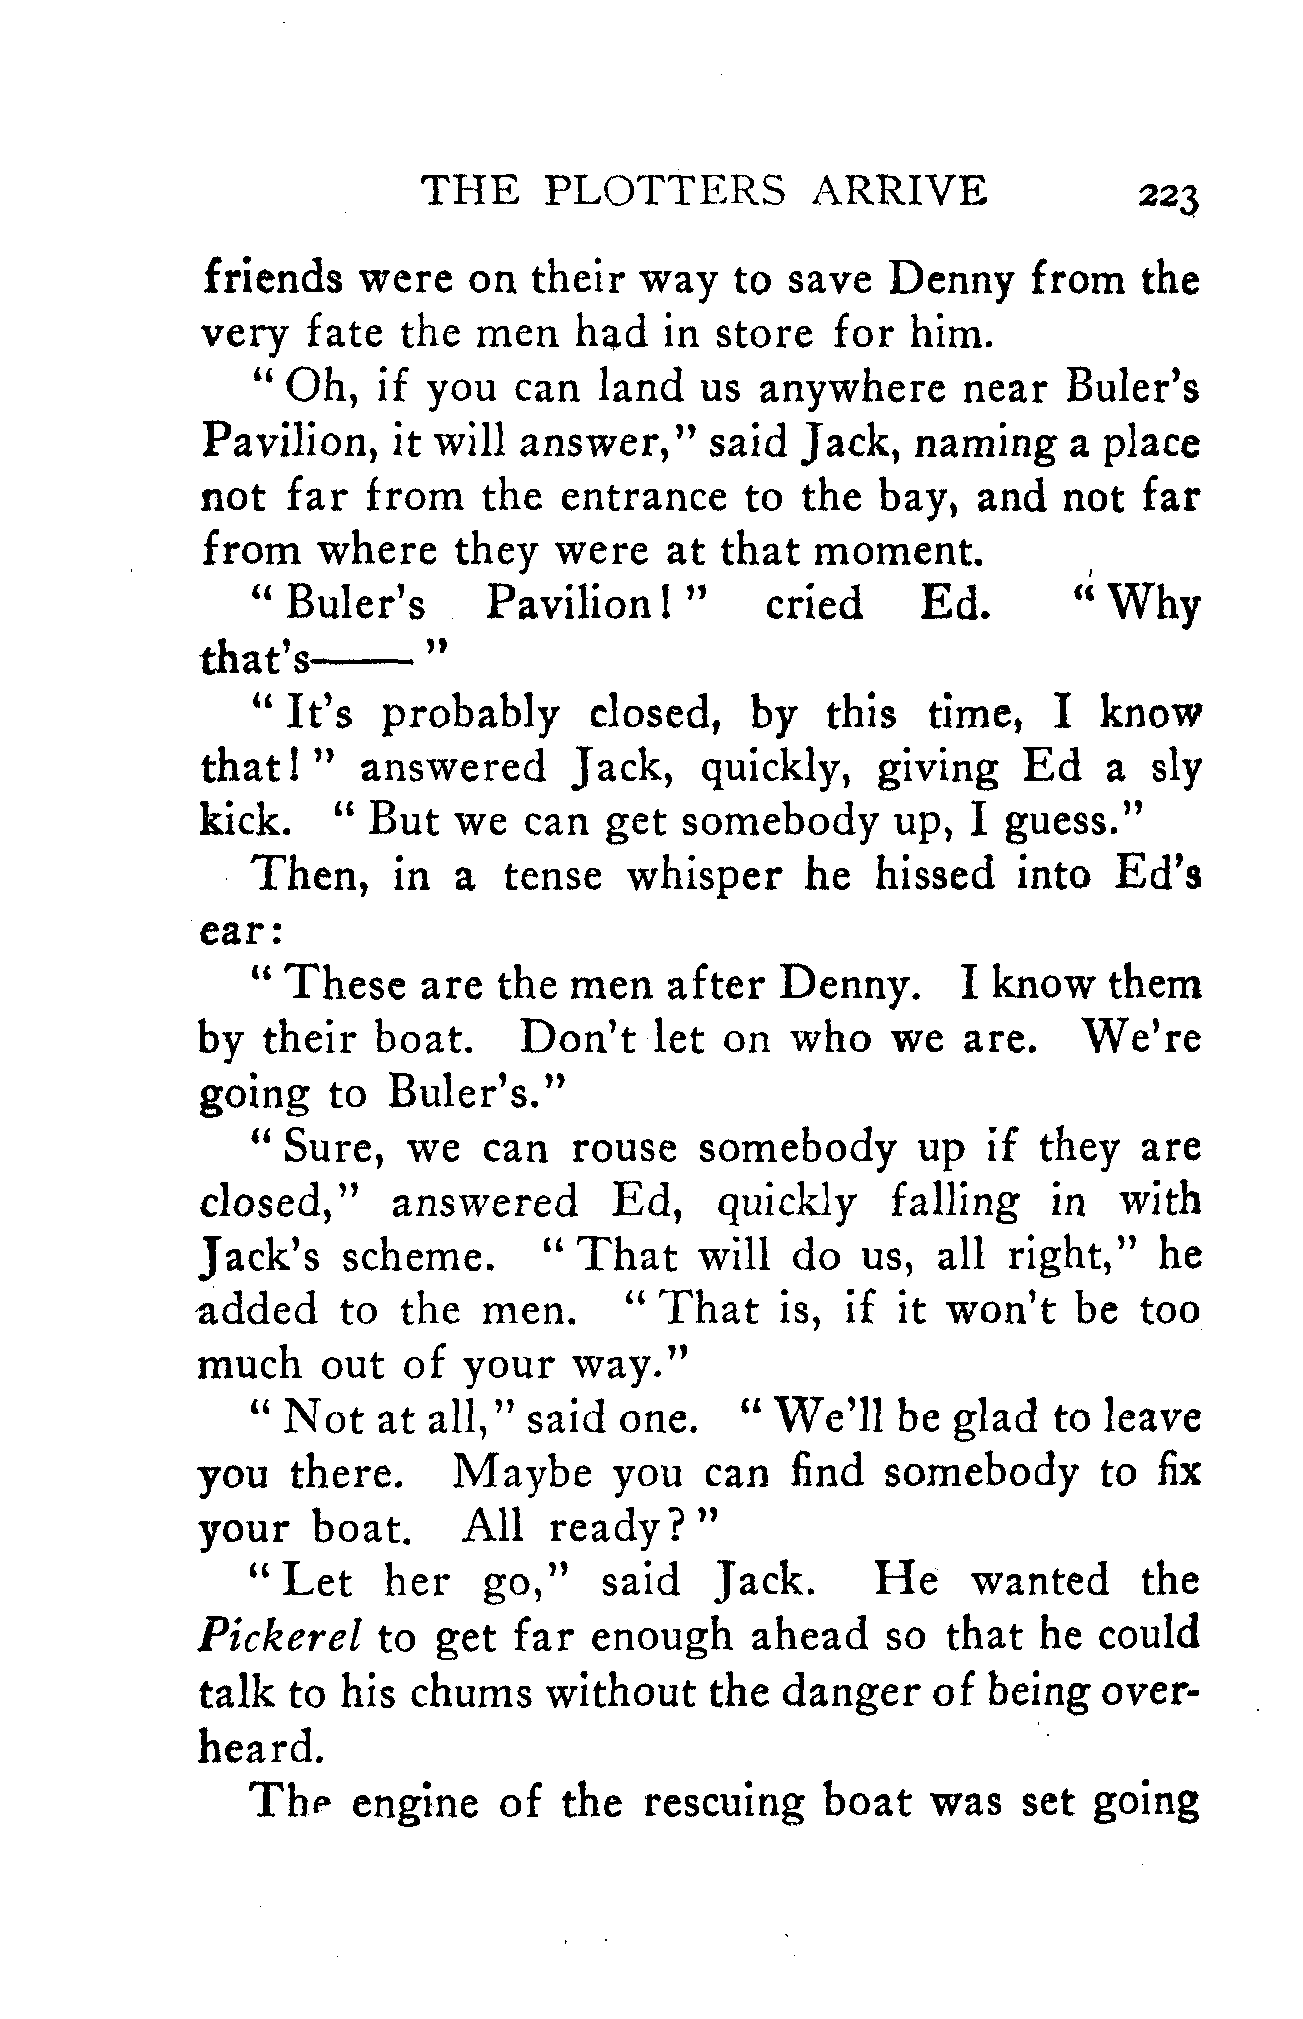 THE PLOTTERS ARRIVE 223
friends were on their way to save Denny from the
very fate the men had in store for him.
“ Oh, if you can land us anywhere near Buler’s
Pavilion, it will answer,” said Jack, naming a place
not far from the entrance to the bay, and not far
from where they were at that moment.
“ Buler’s Pavilion! ” cried Ed. “ Why
that’s—— ”
“ It’s probably closed, by this time, I know
that! ” answered Jack, quickly, giving Ed a sly
kick. “ But we can get somebody up, I guess.”
Then, in a tense whisper he hissed into Ed’s
ear:
“ These are the men after Denny. I know them
by their boat. Don’t let on who we are. We’re
going to Buler’s.”
“ Sure, we can rouse somebody up if they are
closed,” answered Ed, quickly falling in with
Jack’s scheme. “ That will do us, all right,” he
added to the men. “ That is, if it won’t be too
much out of your way.”
“ Not at all,” said one. “ We’ll be glad to leave
you there. Maybe you can find somebody to fix
your boat. All ready? ”
“ Let her go,” said Jack. He wanted the
Pickerel to get far enough ahead so that he could
talk to his chums without the danger of being over-
heard.
The engine of the rescuing boat was set going